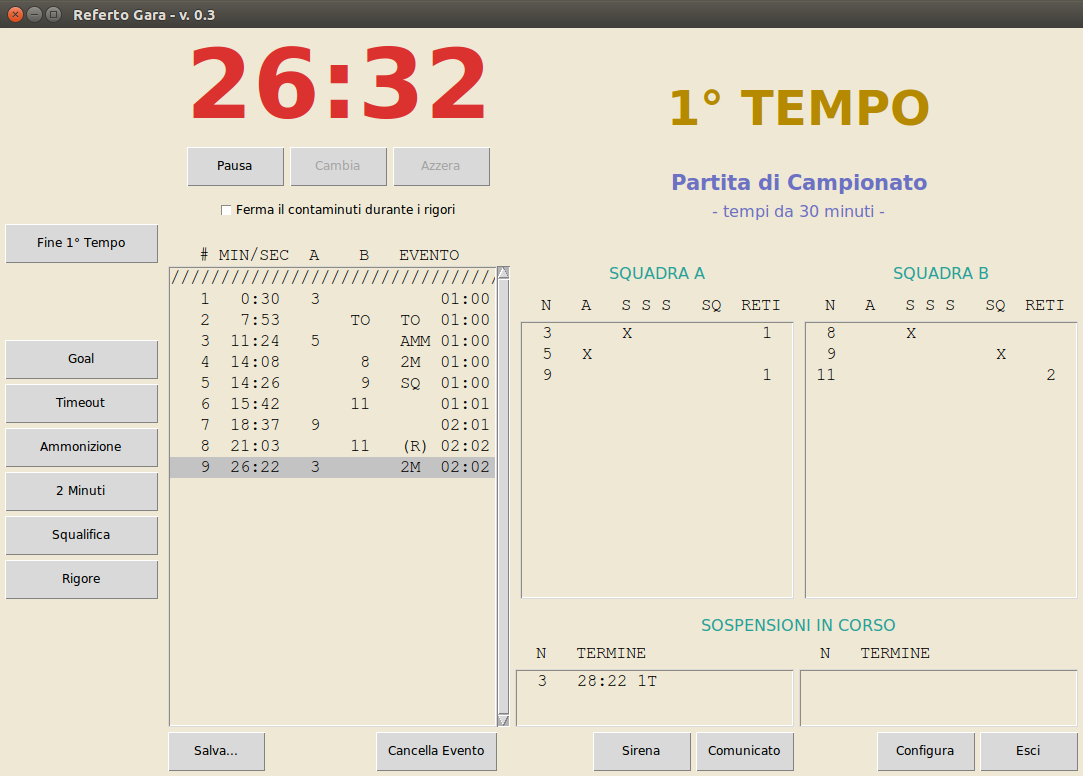 Referto Gara - v. 0.3
26:32
Pausa Cambia Azzera
Ferma il contaminuti durante i rigori
1° TEMPO
Partita di Campionato
- tempi da 30 minuti -
Fine 1° Tempo
Goal
Timeout
Ammonizione
2 Minuti
Squalifica
Rigore
# MIN/SEC A B EVENTO
/////////////////////////////////
1 0:30 3 01:00
2 7:53 TO TO 01:00
3 11:24 5 AMM 01:00
4 14:08 8 2M 01:00
5 14:26 9 SQ 01:00
6 15:42 11 01:01
7 18:37 9 02:01
8 21:03 11 (R) 02:02
9 26:22 3 2M 02:02
SQUADRA A
N A S S S SQ RETI
3 X 1
5 X
9 1
SQUADRA B
N A S S S SQ RETI
8 X
9 X
11 2
SOSPENSIONI IN CORSO
N TERMINE
3 28:22 1T
N TERMINE
Salva... Cancella Evento Sirena Comunicato Configura Esci